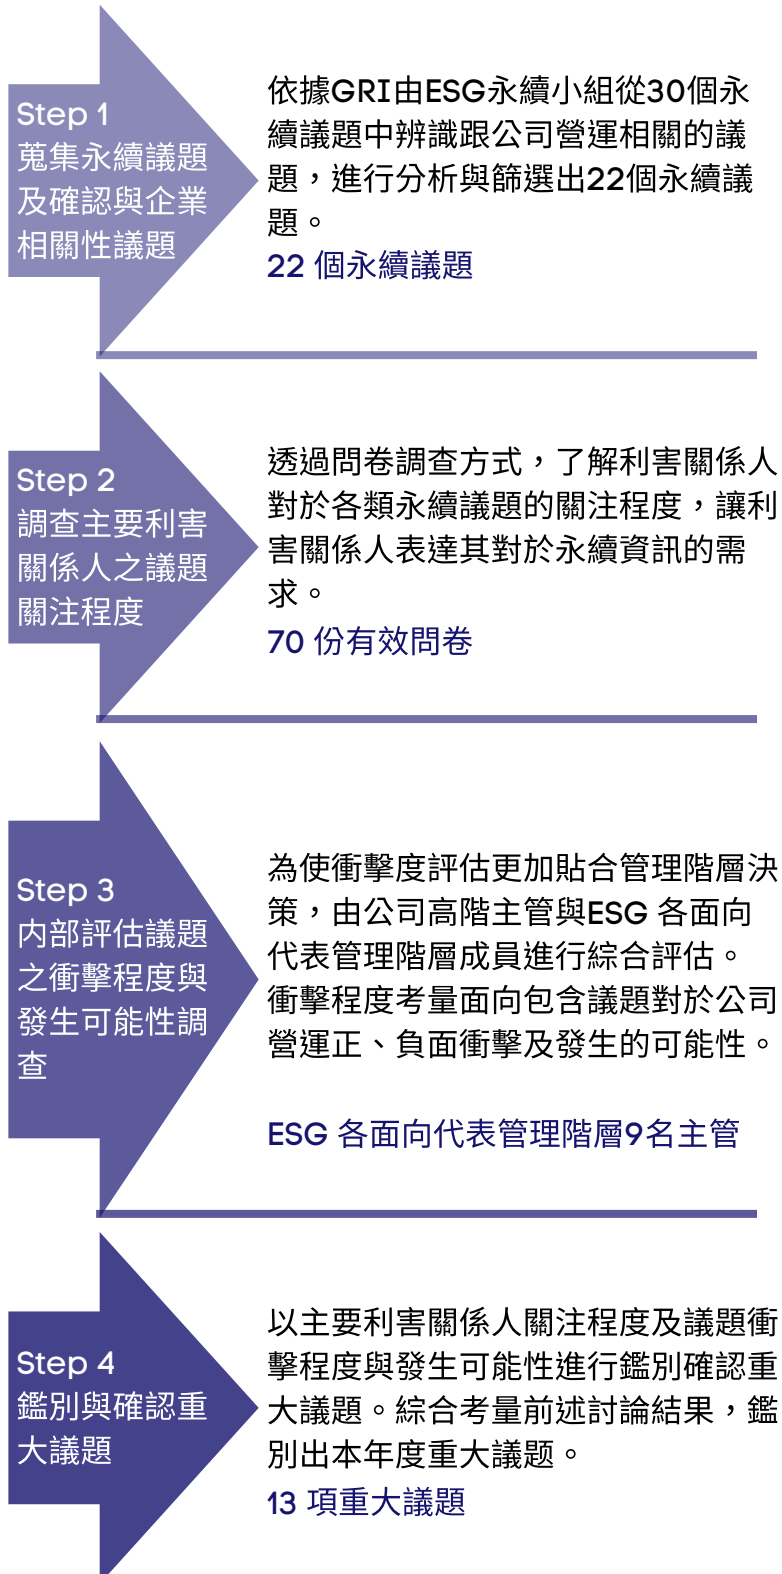 Step 1
蒐集永續議題
及確認與企業
相關性議題
依據GRI由ESG永續小組從30個永
續議題中辨識跟公司營運相關的議
題，進行分析與篩選出22個永續議
題。
22 個永續議題
Step 2
調查主要利害
關係人之議題
關注程度
透過問卷調查方式，了解利害關係人
對於各類永續議題的關注程度，讓利
害關係人表達其對於永續資訊的需
求。
70 份有效問卷
Step 3
內部評估議題
之衝擊程度與
發生可能性調
查
為使衝擊度評估更加貼合管理階層決
策，由公司高階主管與ESG 各面向
代表管理階層成員進行綜合評估。
衝擊程度考量面向包含議題對於公司
營運正、負面衝擊及發生的可能性。
ESG 各面向代表管理階層9名主管
Step 4
鑑別與確認重
大議題
以主要利害關係人關注程度及議題衝
擊程度與發生可能性進行鑑別確認重
大議題。綜合考量前述討論結果，鑑
別出本年度重大議题。
13 項重大議題